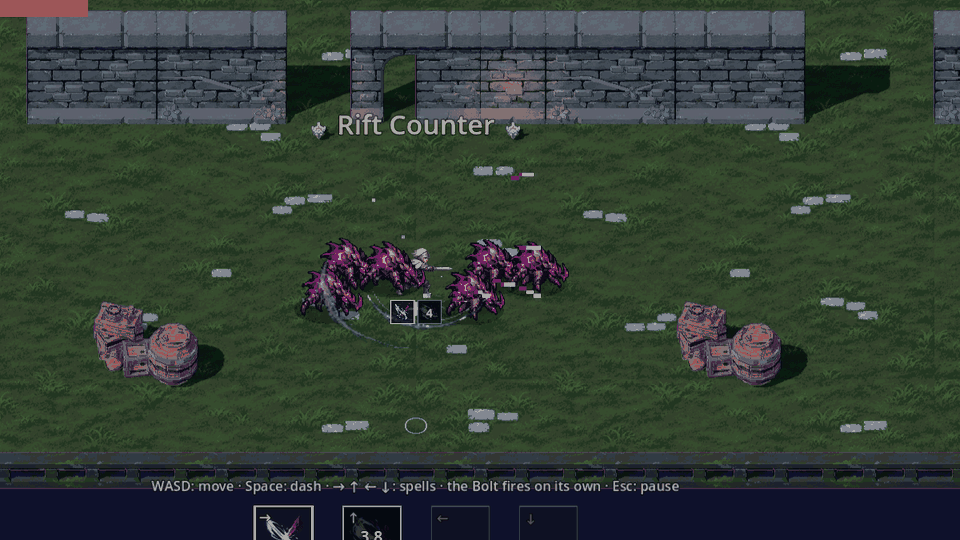 Rift Counter
4
WASD: move · Space: dash · → ↑ ← ↓: spells · the Bolt fires on its own · Esc: pause
→ ↑ ← ↓
3.8